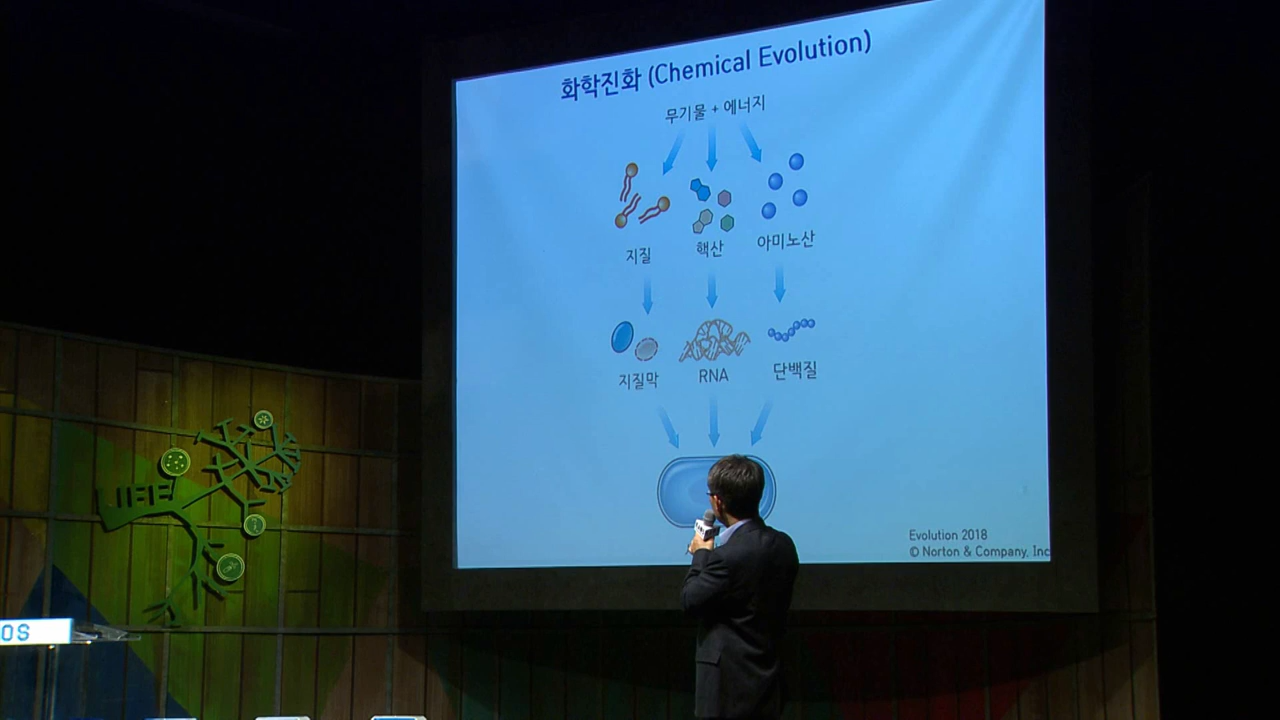 화학진화 (Chemical Evolution)
무기물 + 에너지
지질 핵산 아미노산
지질막 RNA 단백질
Evolution 2018
© Norton & Company, Inc
LIFE
OS